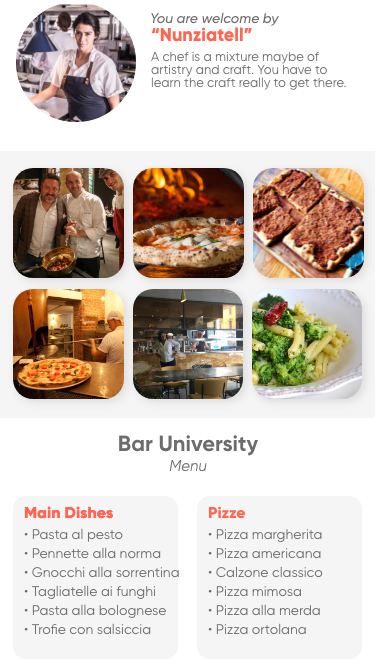 You are welcome by
“Nunziatell”
A chef is a mixture maybe of
artistry and craft. You have to
learn the craft really to get there.
Bar University
Menu
Main Dishes
• Pasta al pesto
• Pennette alla norma
• Gnocchi alla sorrentina
• Tagliatelle ai funghi
• Pasta alla bolognese
• Trofie con salsiccia
Pizze
• Pizza margherita
• Pizza americana
• Calzone classico
• Pizza mimosa
• Pizza alla merda
• Pizza ortolana